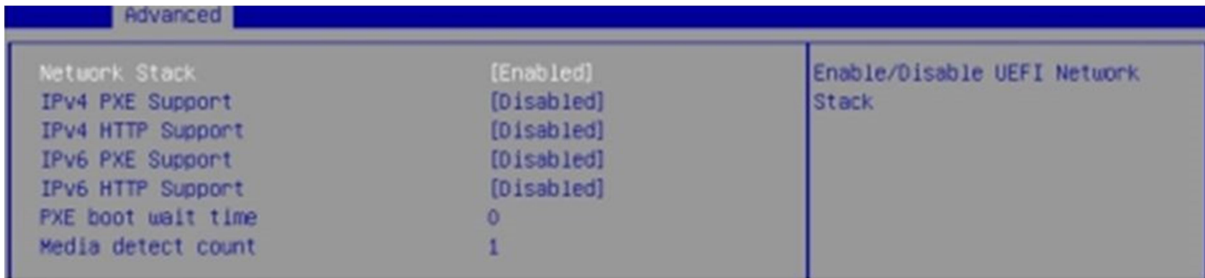 Advanced
Network Stack [Enabled] Enable/Disable UEFI Network
IPv4 PXE Support [Disabled] Stack
IPv4 HTTP Support [Disabled]
IPv6 PXE Support [Disabled]
IPv6 HTTP Support [Disabled]
PXE boot wait time 0
Media detect count 1